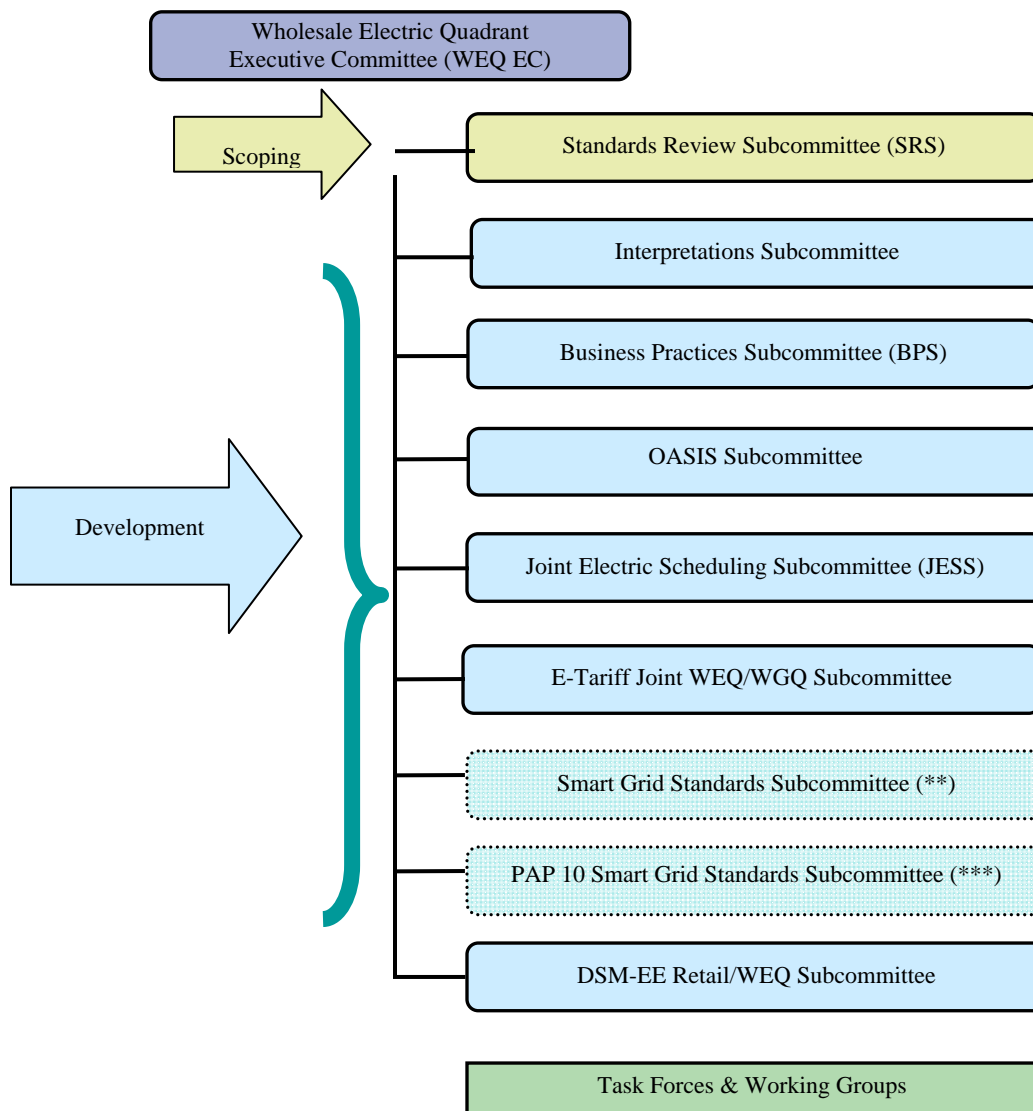 Wholesale Electric Quadrant
Executive Committee (WEQ EC)
Scoping
Standards Review Subcommittee (SRS)
Interpretations Subcommittee
Business Practices Subcommittee (BPS)
OASIS Subcommittee
Development
Joint Electric Scheduling Subcommittee (JESS)
E-Tariff Joint WEQ/WGQ Subcommittee
Smart Grid Standards Subcommittee (**)
PAP 10 Smart Grid Standards Subcommittee (***)
DSM-EE Retail/WEQ Subcommittee
Task Forces & Working Groups